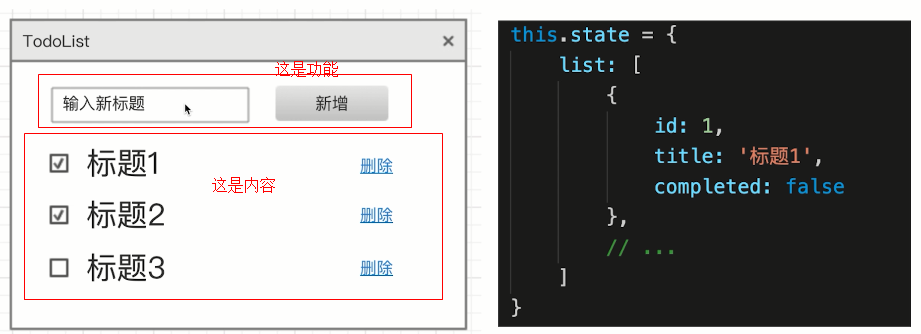 TodoList ×
这是功能
输入新标题 新增
标题1 删除
这是内容
标题2 删除
标题3 删除
this.state = {
list: [
{
id: 1,
title: '标题1',
completed: false
},
// ...
]
}